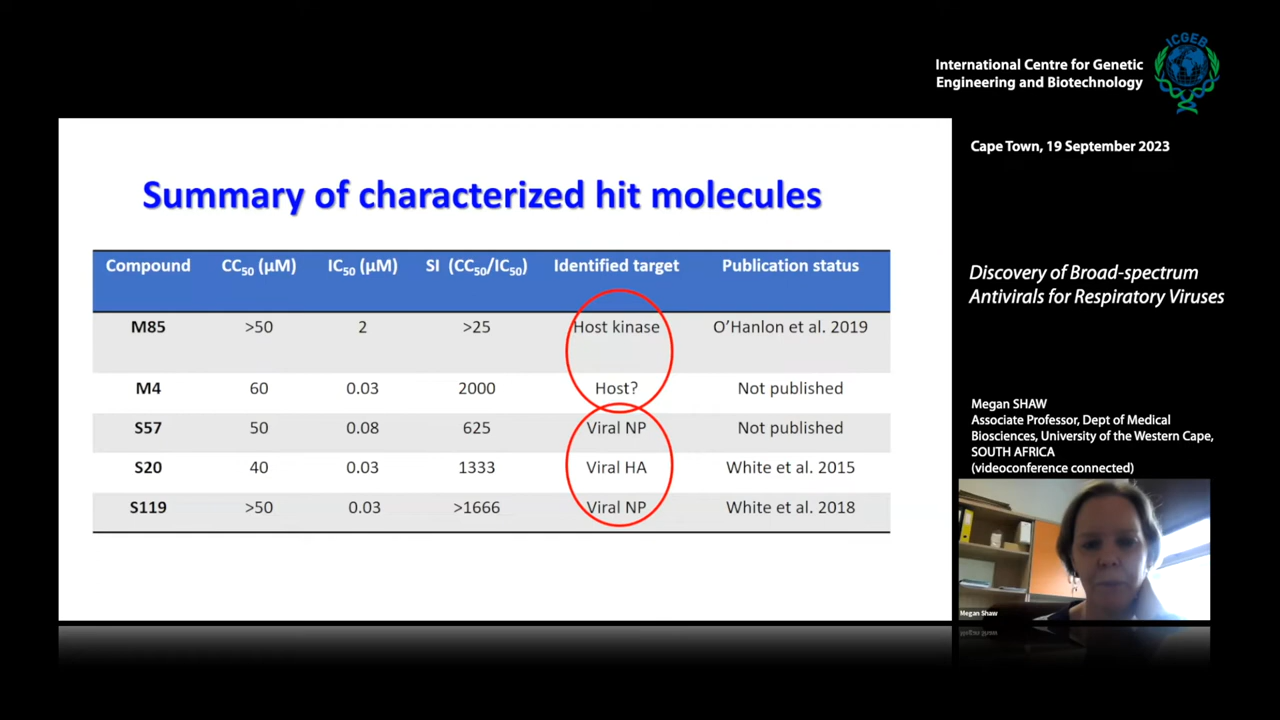 ICGEB
International Centre for Genetic
Engineering and Biotechnology
Cape Town, 19 September 2023
Summary of characterized hit molecules
Compound CC50 (µM) IC50 (µM) SI (CC50/IC50) Identified target Publication status
M85 >50 2 >25 Host kinase O’Hanlon et al. 2019
M4 60 0.03 2000 Host? Not published
S57 50 0.08 625 Viral NP Not published
S20 40 0.03 1333 Viral HA White et al. 2015
S119 >50 0.03 >1666 Viral NP White et al. 2018
Discovery of Broad-spectrum
Antivirals for Respiratory Viruses
Megan SHAW
Associate Professor, Dept of Medical
Biosciences, University of the Western Cape,
SOUTH AFRICA
(videoconference connected)
Megan Shaw